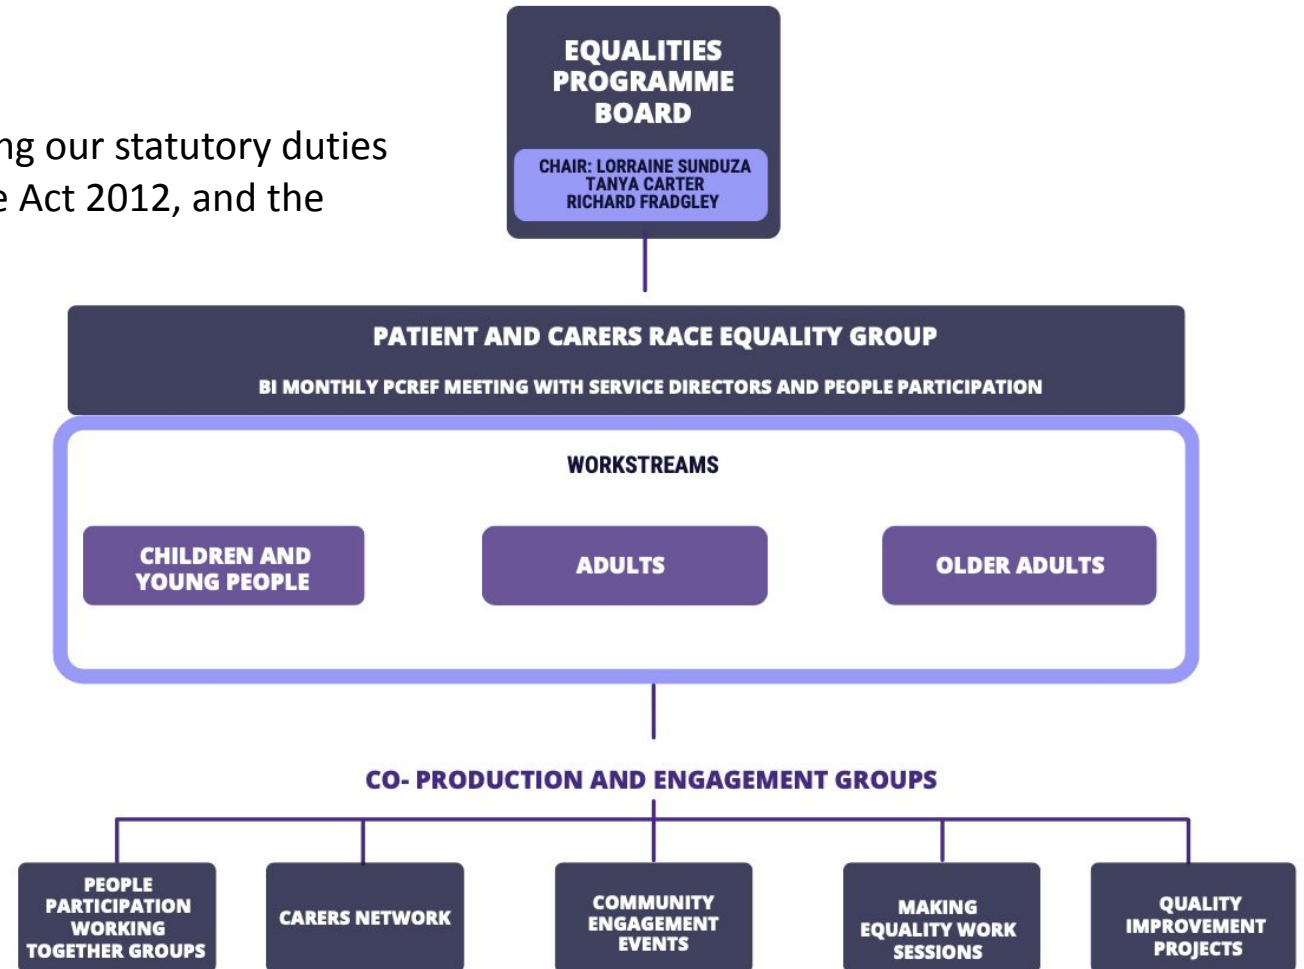 EQUALITIES
PROGRAMME
BOARD
CHAIR: LORRAINE SUNDUZA
TANYA CARTER
RICHARD FRADGLEY
ng our statutory duties
e Act 2012, and the
PATIENT AND CARERS RACE EQUALITY GROUP
BI MONTHLY PCREF MEETING WITH SERVICE DIRECTORS AND PEOPLE PARTICIPATION
WORKSTREAMS
CHILDREN AND
YOUNG PEOPLE
ADULTS
OLDER ADULTS
CO- PRODUCTION AND ENGAGEMENT GROUPS
PEOPLE
PARTICIPATION
WORKING
TOGETHER GROUPS
CARERS NETWORK
COMMUNITY
ENGAGEMENT
EVENTS
MAKING
EQUALITY WORK
SESSIONS
QUALITY
IMPROVEMENT
PROJECTS